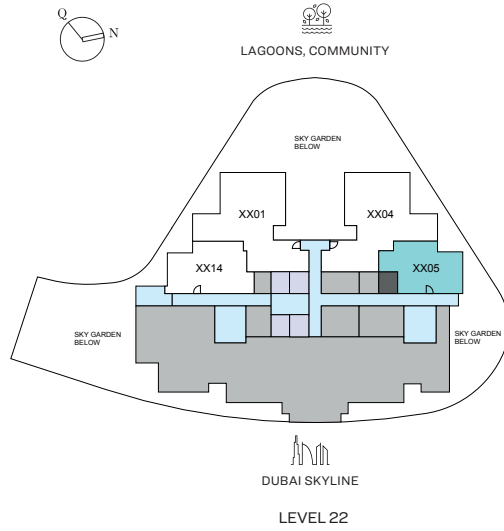 Q
N
LAGOONS, COMMUNITY
SKY GARDEN
BELOW
XX01
XX04
XX14
XX05
SKY GARDEN
BELOW
SKY GARDEN
BELOW
DUBAI SKYLINE
LEVEL 22